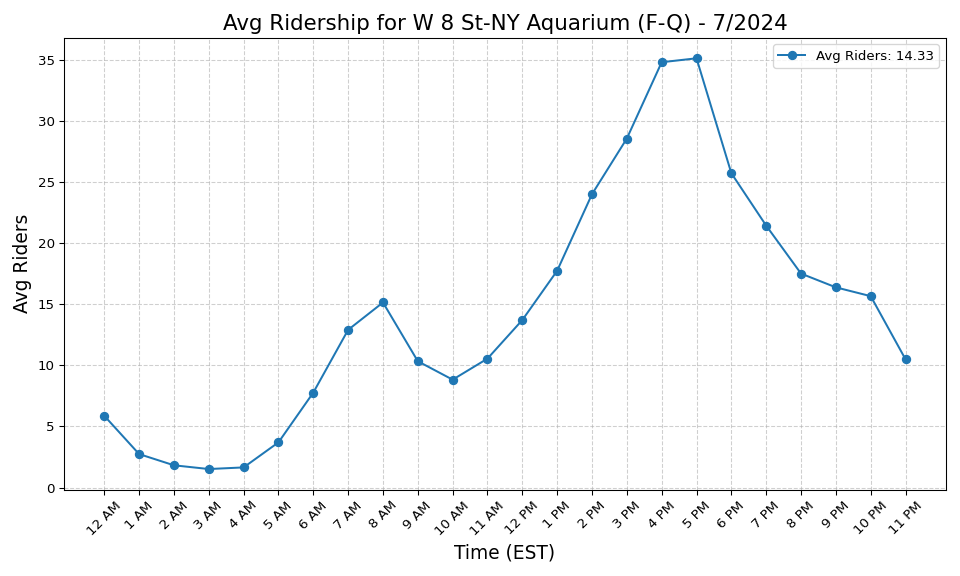 Avg Ridership for W 8 St-NY Aquarium (F-Q) - 7/2024
Avg Riders: 14.33
Avg Riders
35
30
25
20
15
10
5
0
12 AM
1 AM
2 AM
3 AM
4 AM
5 AM
6 AM
7 AM
8 AM
9 AM
10 AM
11 AM
12 PM
1 PM
2 PM
3 PM
4 PM
5 PM
6 PM
7 PM
8 PM
9 PM
10 PM
11 PM
Time (EST)